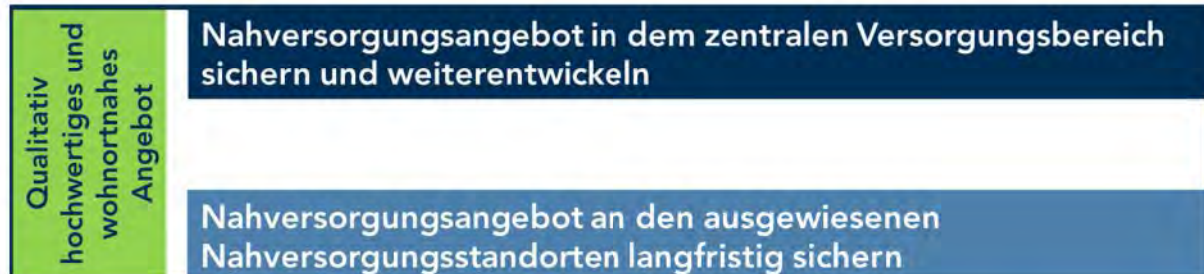 Qualitativ
hochwertiges und
wohnortnahes
Angebot
Nahversorgungsangebot in dem zentralen Versorgungsbereich
sichern und weiterentwickeln
Nahversorgungsangebot an den ausgewiesenen
Nahversorgungsstandorten langfristig sichern